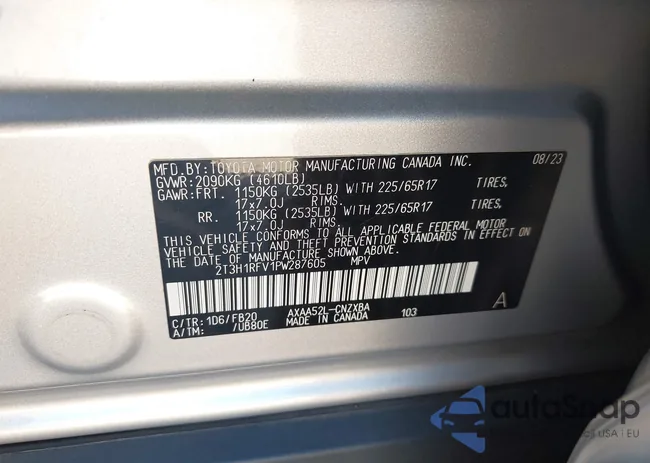 MFD.BY:TOYOTA MOTOR MANUFACTURING CANADA INC. 08/23
GVWR:2090KG (4610LB)
GAWR:FRT. 1150KG (2535LB) WITH 225/65R17 TIRES,
17x7.0J RIMS.
RR. 1150KG (2535LB) WITH 225/65R17 TIRES,
17x7.0J RIMS.
THIS VEHICLE CONFORMS TO ALL APPLICABLE FEDERAL MOTOR
VEHICLE SAFETY AND THEFT PREVENTION STANDARDS IN EFFECT ON
THE DATE OF MANUFACTURE SHOWN ABOVE.
2T3H1RFV1PW287605 MPV
C/TR:1D6/FB20 AXAA52L-CNZXBA 103 A
A/TM: /UB80E MADE IN CANADA
autoSnap
USA | EU